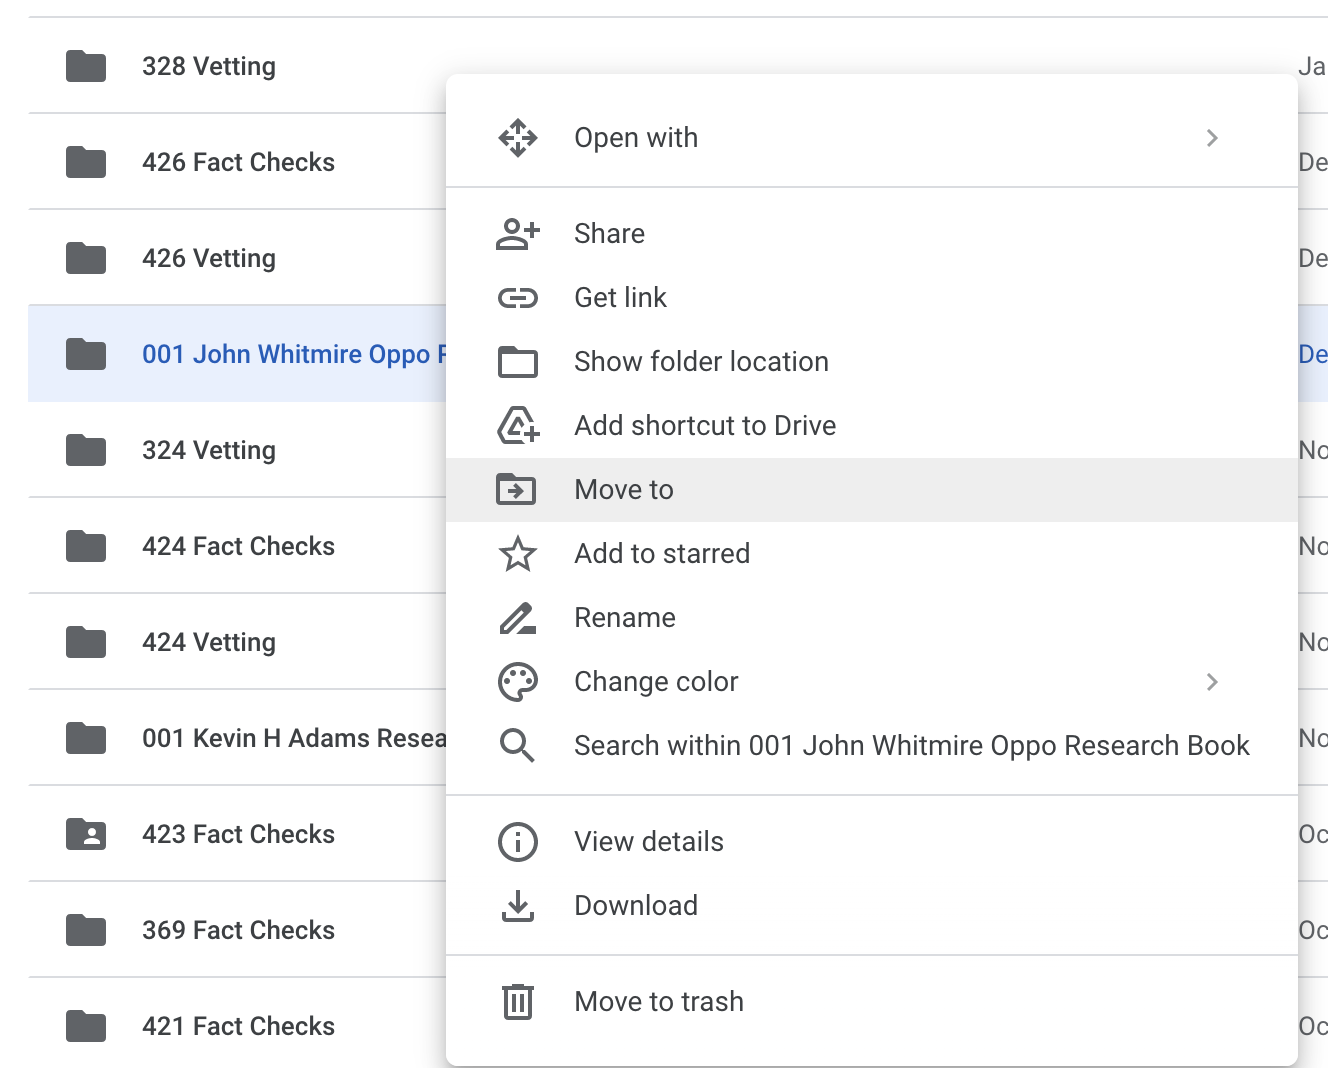 328 Vetting
Ja
426 Fact Checks
De
426 Vetting
De
001 John Whitmire Oppo
De
324 Vetting
No
424 Fact Checks
No
424 Vetting
No
001 Kevin H Adams Resea
No
423 Fact Checks
Oc
369 Fact Checks
Oc
421 Fact Checks
Oc
Open with
Share
Get link
Show folder location
Add shortcut to Drive
Move to
Add to starred
Rename
Change color
Search within 001 John Whitmire Oppo Research Book
View details
Download
Move to trash